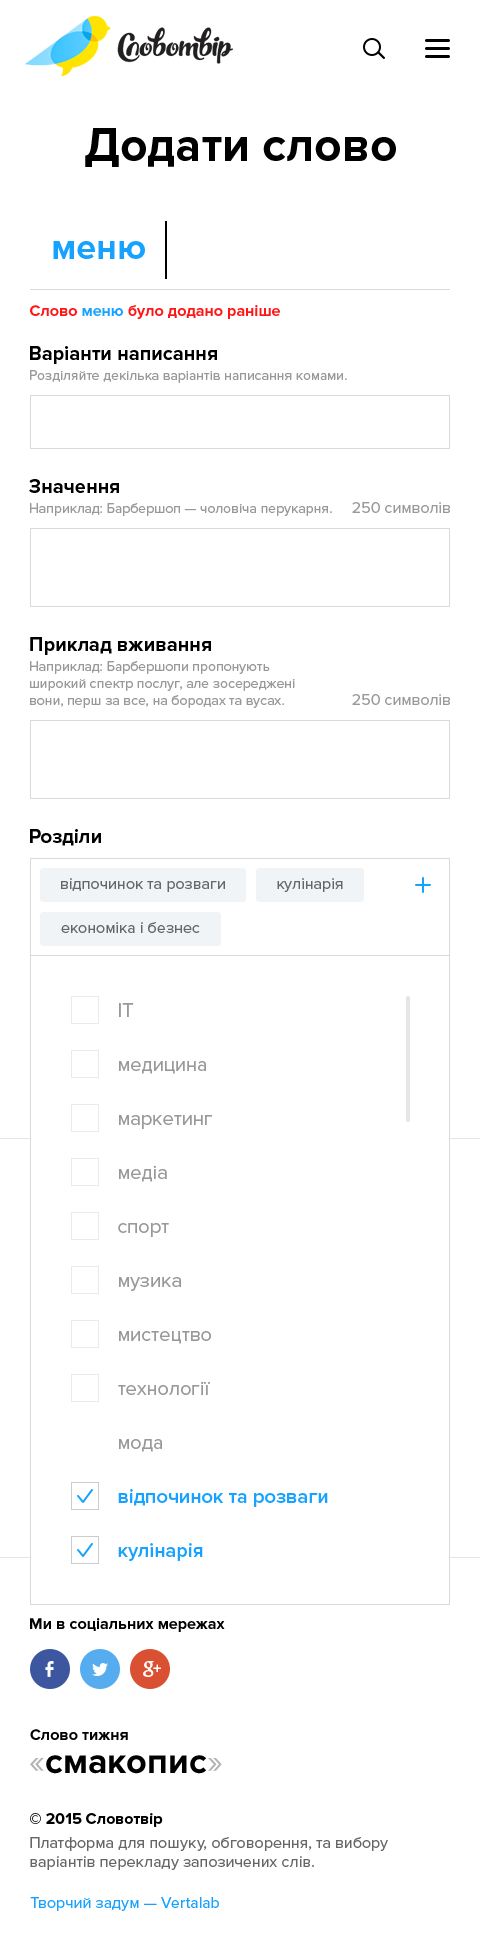 Словотвір
Додати слово
меню
Слово меню було додано раніше
Варіанти написання
Розділяйте декілька варіантів написання комами.
Значення
Наприклад: Барбершоп — чоловіча перукарня. 250 символів
Приклад вживання
Наприклад: Барбершопи пропонують
широкий спектр послуг, але зосереджені
вони, перш за все, на бородах та вусах. 250 символів
Розділи
відпочинок та розваги кулінарія
економіка і безнес
IT
медицина
маркетинг
медіа
спорт
музика
мистецтво
технології
мода
відпочинок та розваги
кулінарія
Ми в соціальних мережах
Слово тижня
«смакопис»
© 2015 Словотвір
Платформа для пошуку, обговорення, та вибору
варіантів перекладу запозичених слів.
Творчий задум — Vertalab